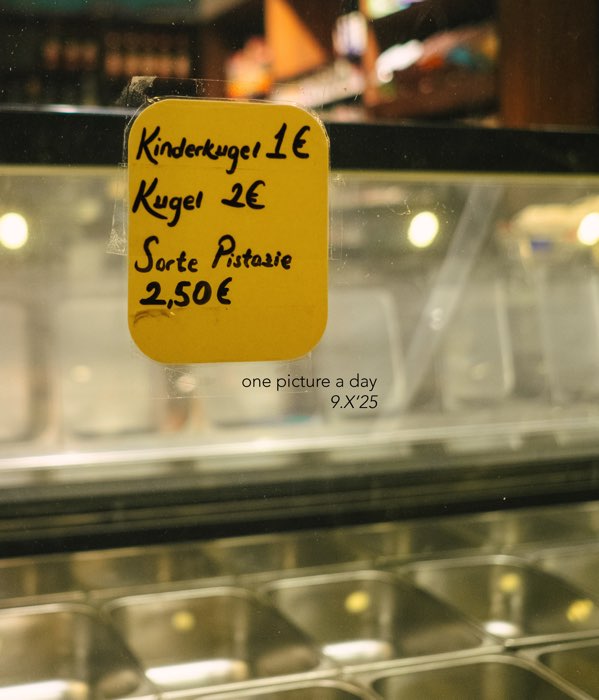 Kinderkugel 1€
Kugel 2€
Sorte Pistazie
2,50€
one picture a day
9.X'25